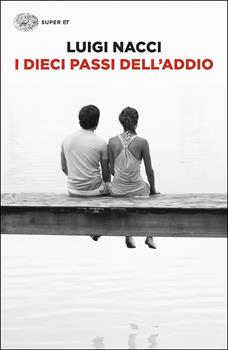 SUPER ET
LUIGI NACCI
I DIECI PASSI DELL'ADDIO